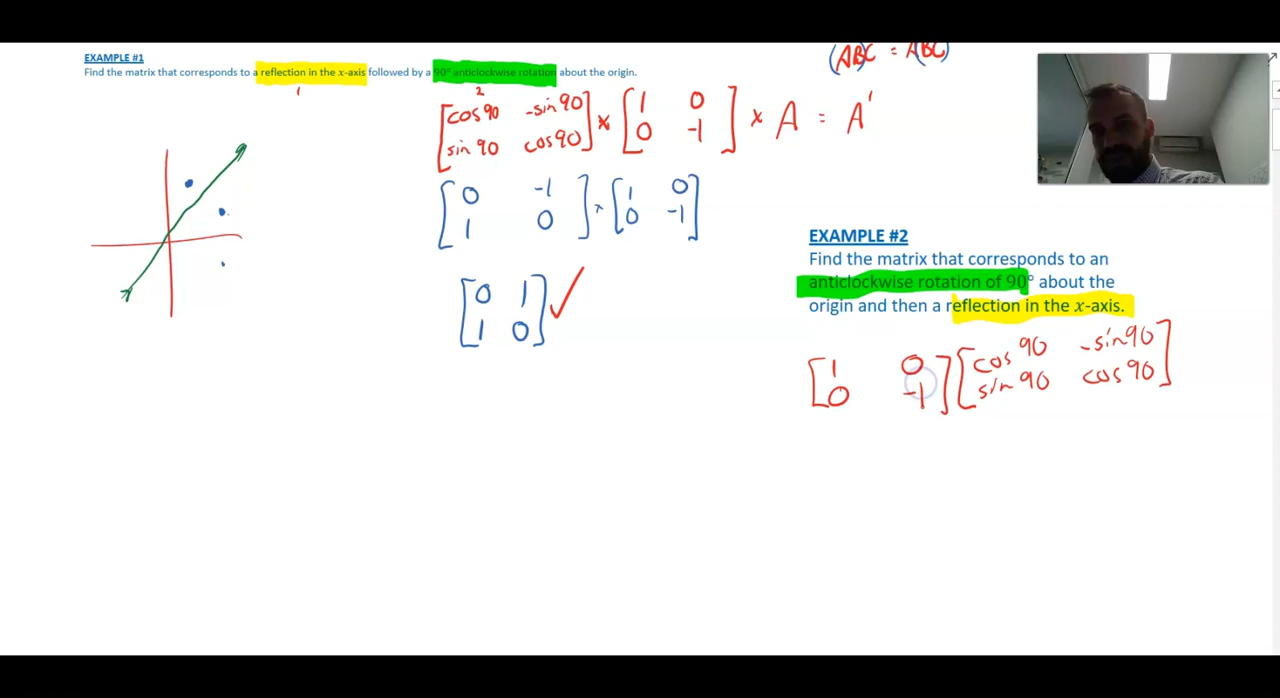 (AB)C = A(BC)
EXAMPLE #1
Find the matrix that corresponds to a reflection in the x-axis followed by a 90° anticlockwise rotation about the origin.
1 2
[cos 90 -sin 90] × [1 0] × A = A'
[sin 90 cos 90] [0 -1]
[0 -1] × [1 0]
[1 0] [0 -1]
[0 1] ✓
[1 0]
EXAMPLE #2
Find the matrix that corresponds to an
anticlockwise rotation of 90° about the
origin and then a reflection in the x-axis.
[1 0] [cos 90 -sin 90]
[0 -1] [sin 90 cos 90]